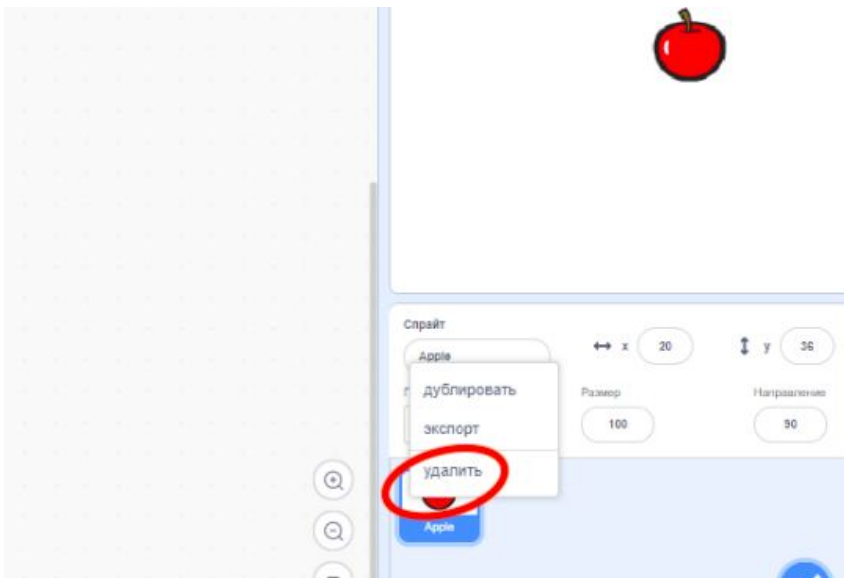 Спрайт
Apple
x 20
y 36
дублировать
Размер
Направление
экспорт
100
90
удалить
Apple